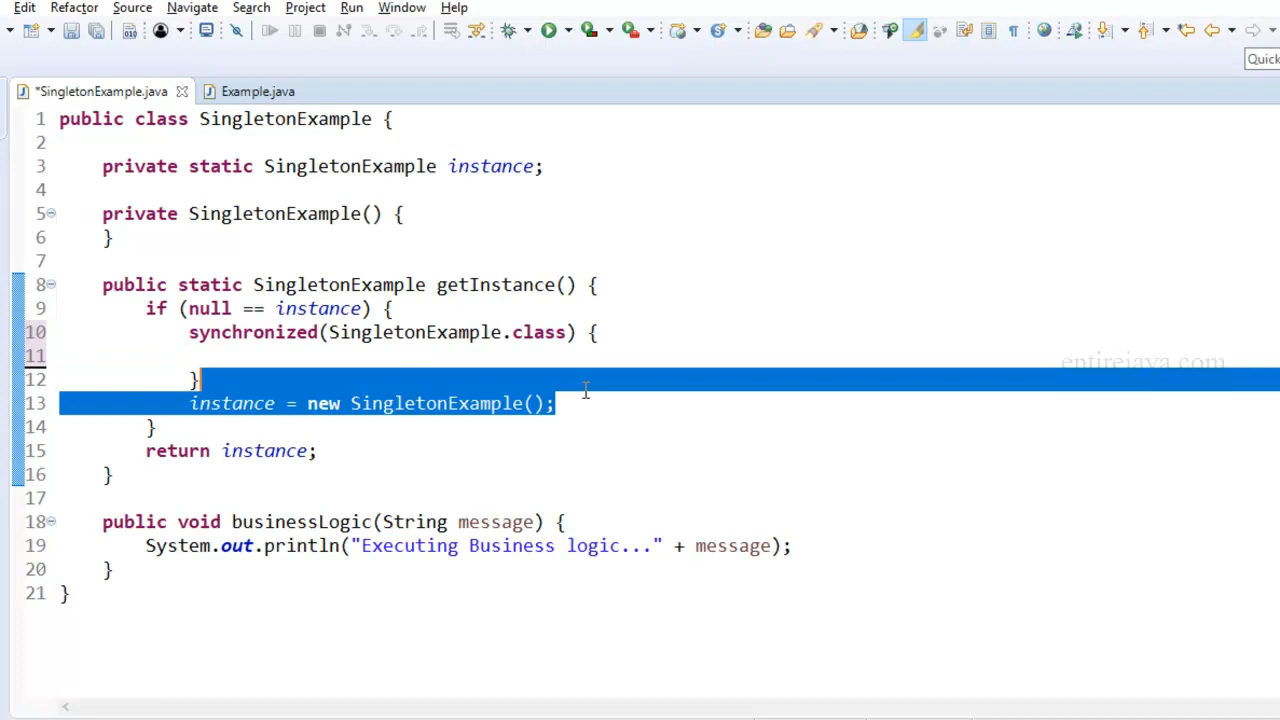 Edit Refactor Source Navigate Search Project Run Window Help
Quick
*SingletonExample.java Example.java
1 public class SingletonExample {
2
3 private static SingletonExample instance;
4
5 private SingletonExample() {
6 }
7
8 public static SingletonExample getInstance() {
9 if (null == instance) {
10 synchronized(SingletonExample.class) {
11
entirejava.com
12 }
13 instance = new SingletonExample();
14 }
15 return instance;
16 }
17
18 public void businessLogic(String message) {
19 System.out.println("Executing Business logic..." + message);
20 }
21 }